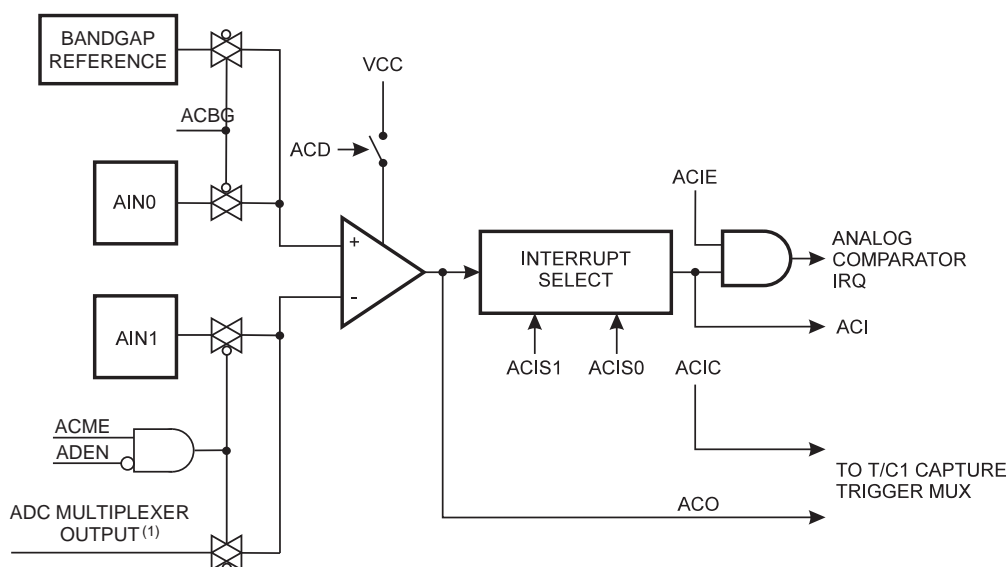 BANDGAP
REFERENCE
VCC
ACBG
ACD
AIN0
ACIE
+
INTERRUPT
SELECT
ANALOG
COMPARATOR
IRQ
-
AIN1
ACI
ACIS1
ACIS0
ACIC
ACME
ADEN
TO T/C1 CAPTURE
TRIGGER MUX
ACO
ADC MULTIPLEXER
OUTPUT (1)